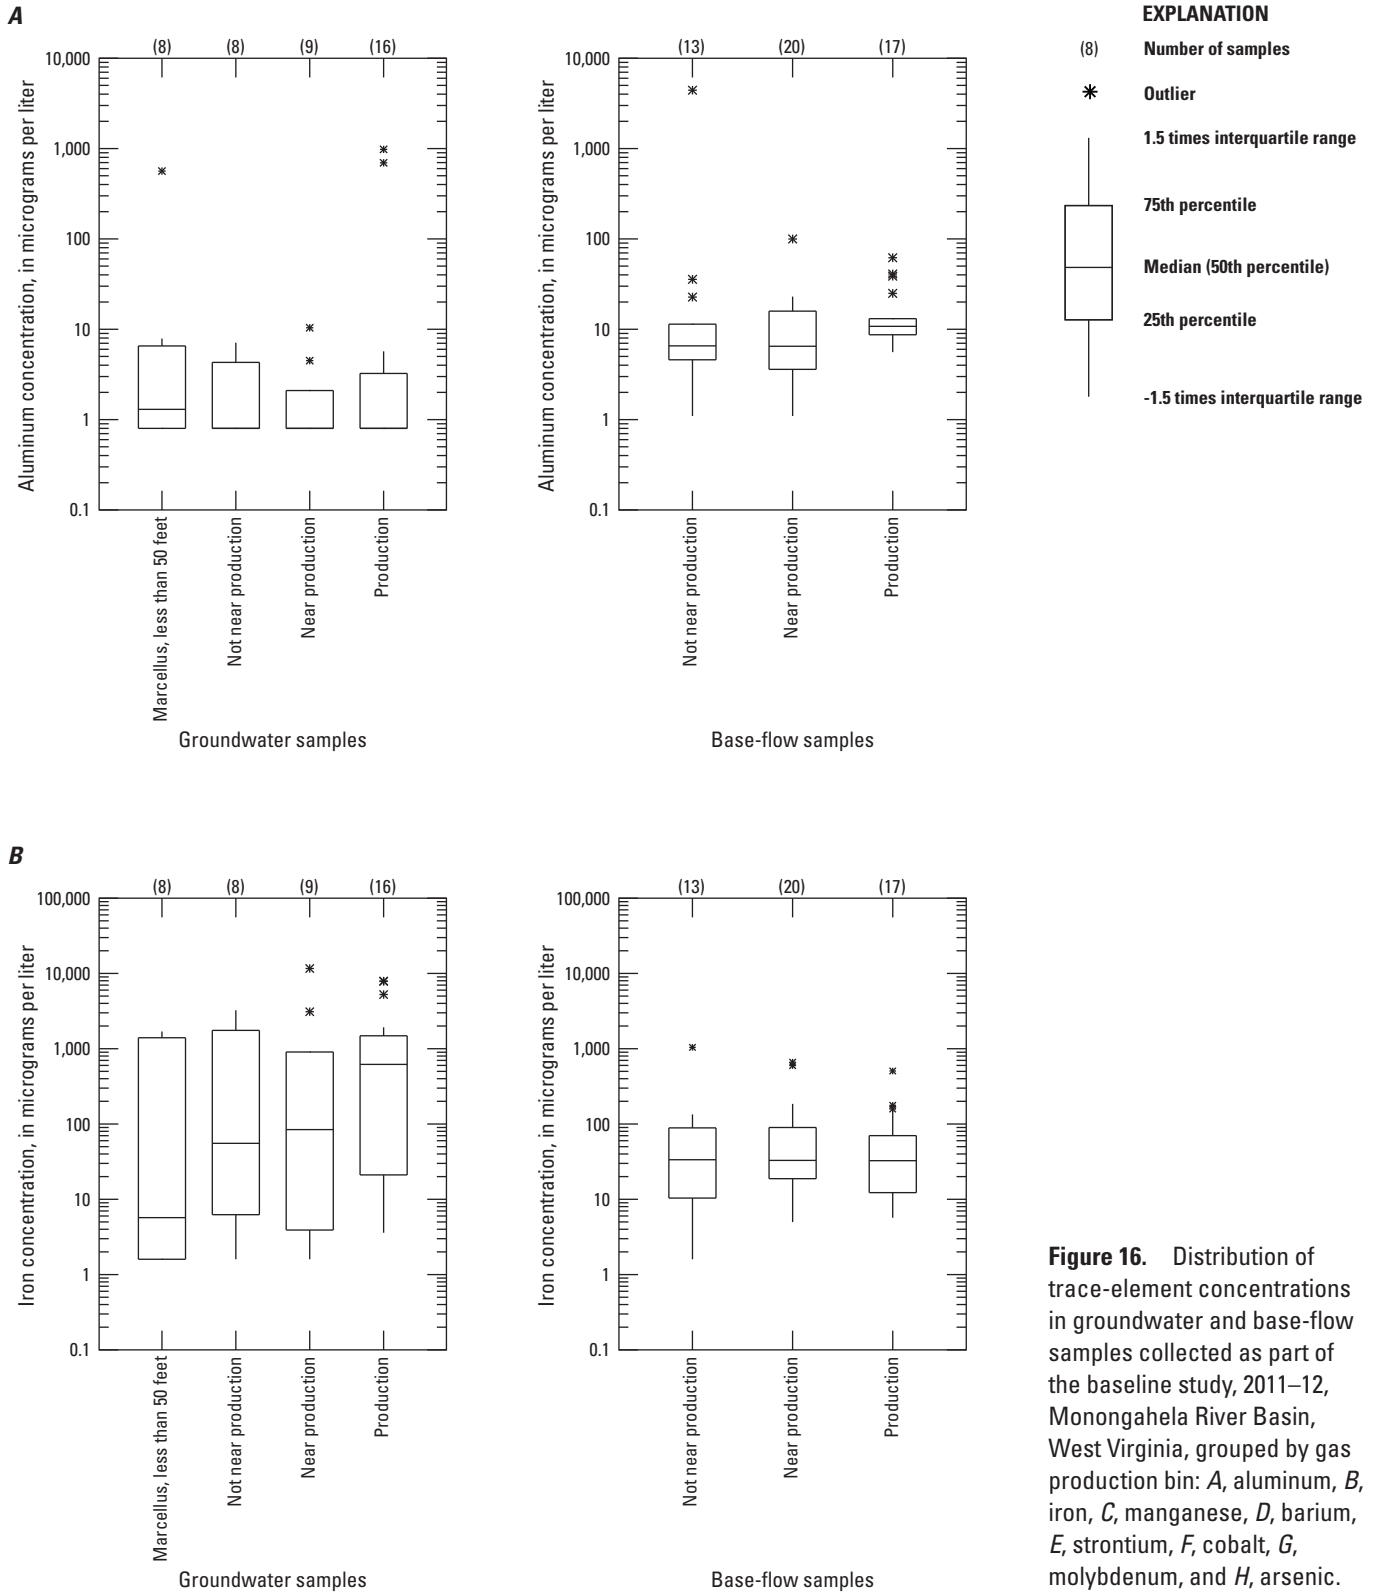 A
(8) (8) (9) (16)
10,000
1,000
100
10
1
0.1
Aluminum concentration, in micrograms per liter
Marcellus, less than 50 feet
Not near production
Near production
Production
Groundwater samples
(13) (20) (17)
10,000
1,000
100
10
1
0.1
Aluminum concentration, in micrograms per liter
Not near production
Near production
Production
Base-flow samples
EXPLANATION
(8) Number of samples
Outlier
1.5 times interquartile range
75th percentile
Median (50th percentile)
25th percentile
-1.5 times interquartile range
B
(8) (8) (9) (16)
100,000
10,000
1,000
100
10
1
0.1
Iron concentration, in micrograms per liter
Marcellus, less than 50 feet
Not near production
Near production
Production
Groundwater samples
(13) (20) (17)
100,000
10,000
1,000
100
10
1
0.1
Iron concentration, in micrograms per liter
Not near production
Near production
Production
Base-flow samples
Figure 16. Distribution of
trace-element concentrations
in groundwater and base-flow
samples collected as part of
the baseline study, 2011–12,
Monongahela River Basin,
West Virginia, grouped by gas
production bin: A, aluminum, B,
iron, C, manganese, D, barium,
E, strontium, F, cobalt, G,
molybdenum, and H, arsenic.